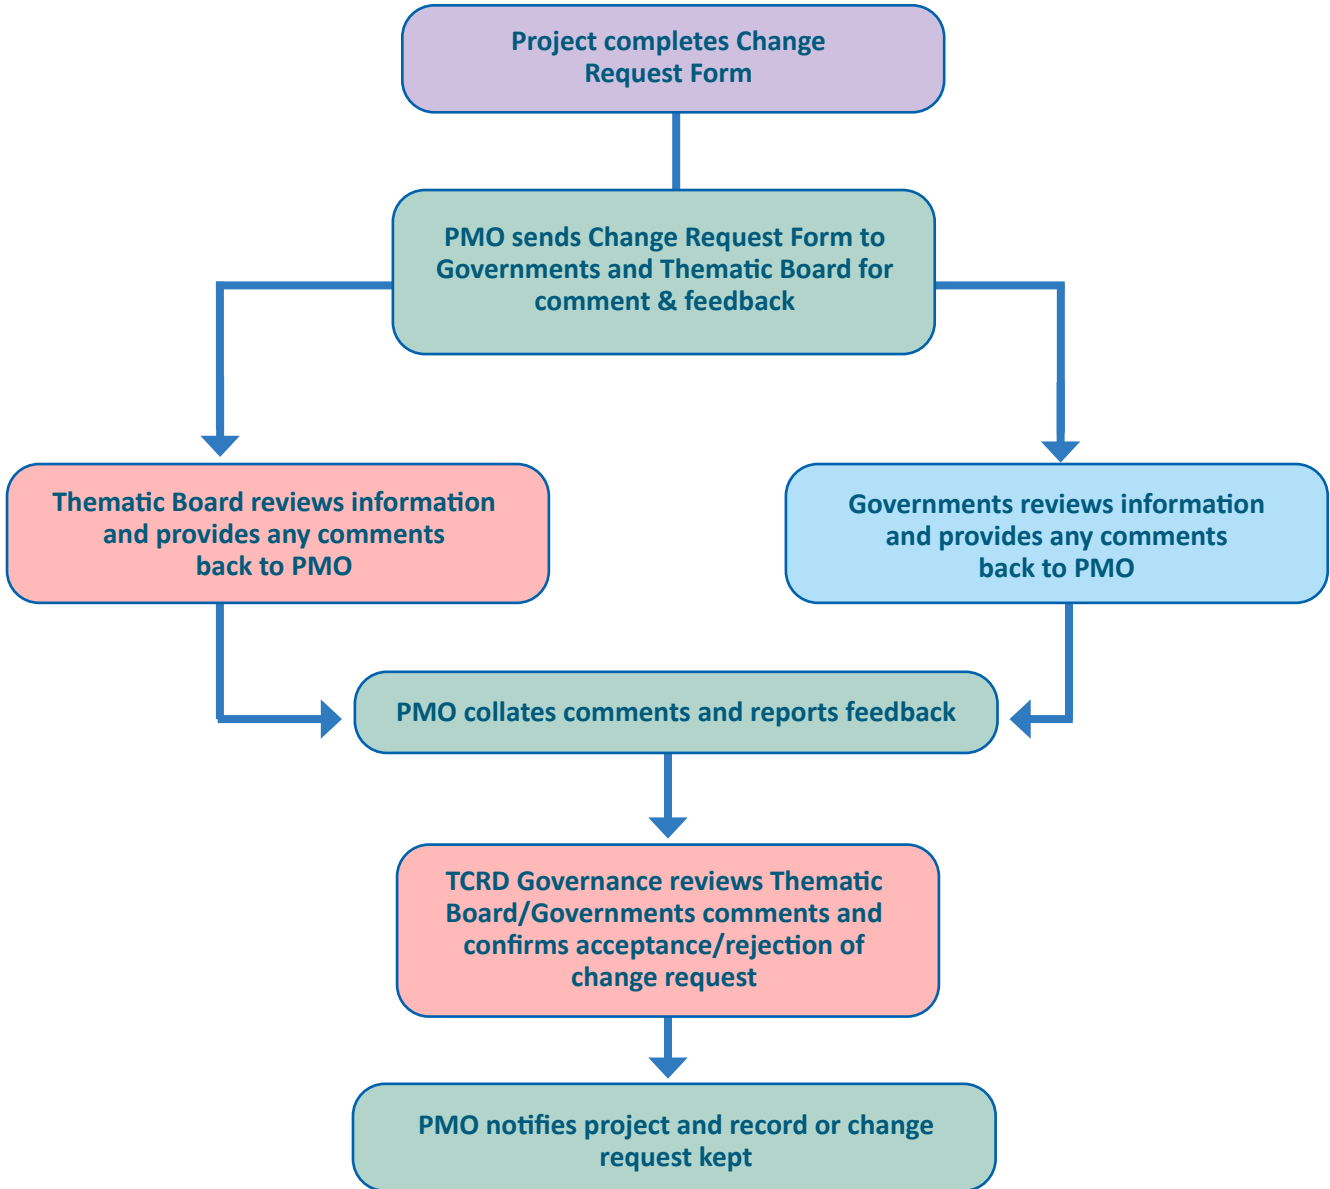 Project completes Change
Request Form
PMO sends Change Request Form to
Governments and Thematic Board for
comment & feedback
Thematic Board reviews information
and provides any comments
back to PMO
Governments reviews information
and provides any comments
back to PMO
PMO collates comments and reports feedback
TCRD Governance reviews Thematic
Board/Governments comments and
confirms acceptance/rejection of
change request
PMO notifies project and record or change
request kept